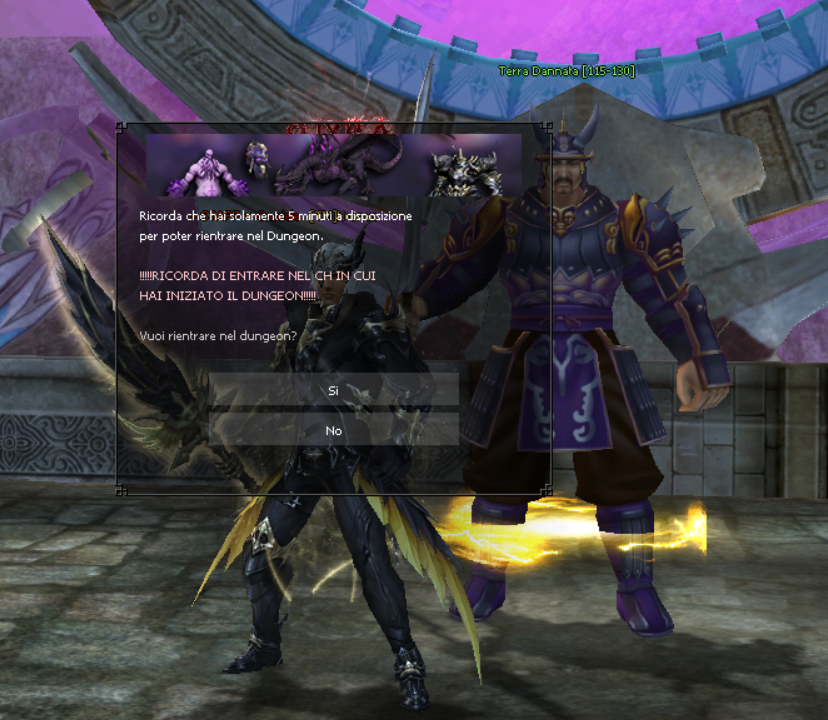 Terra Dannata [115-130]
Ricorda che hai solamente 5 minuti a disposizione
per poter rientrare nel Dungeon.
!!!!!RICORDA DI ENTRARE NEL CH IN CUI
HAI INIZIATO IL DUNGEON!!!!!
Vuoi rientrare nel dungeon?
Si
No